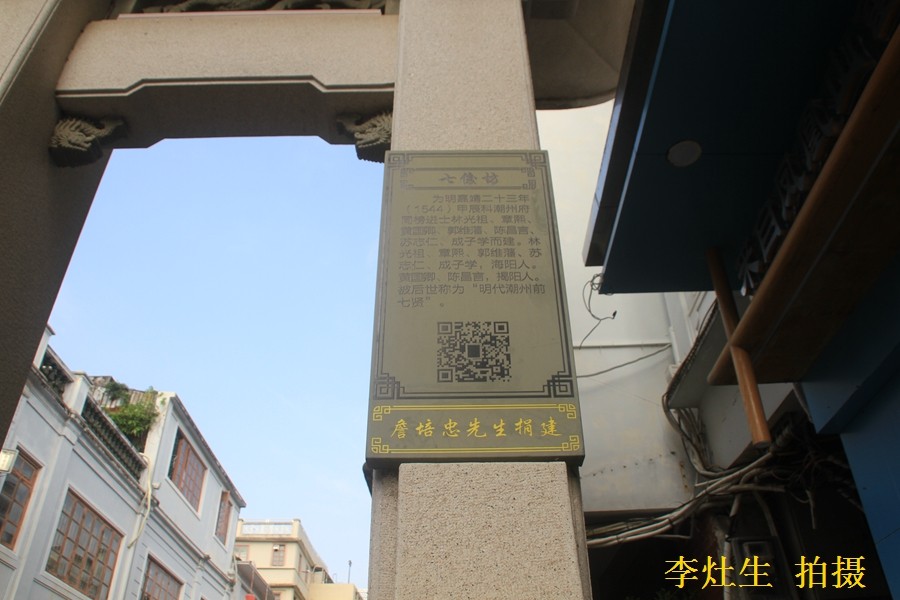 七俊坊
为明嘉靖二十三年
（1544）甲辰科潮州府
同榜进士林光祖、章熙、
黄国卿、郭维藩、陈昌言、
苏志仁、成子学而建。林
光祖、章熙、郭维藩、苏
志仁、成子学，海阳人。
黄国卿、陈昌言，揭阳人。
故后世称为“明代潮州前
七贤”。
詹培忠先生捐建
李灶生 拍摄